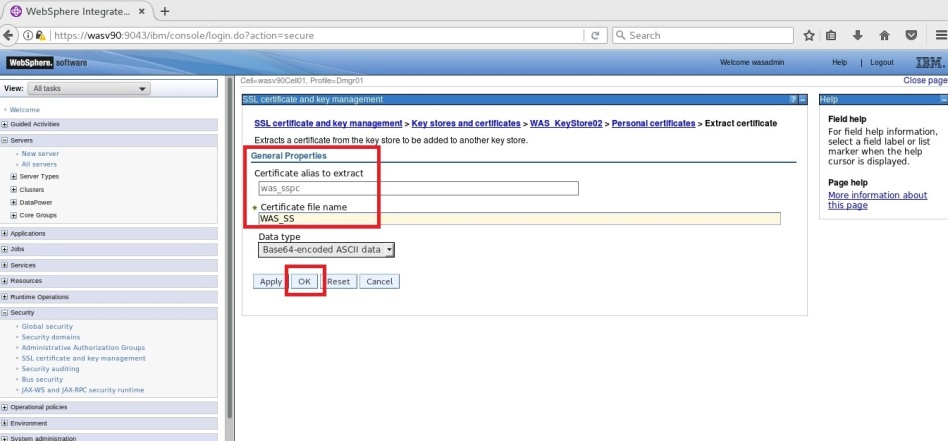 WebSphere Integrate...
https://wasv90:9043/ibm/console/login.do?action=secure
Search
WebSphere. software
Welcome wasadmin
Help
Logout
IBM.
View: All tasks
Cell=wasv90Cell01, Profile=Dmgr01
Close page
Welcome
Guided Activities
Servers
New server
All servers
Server Types
Clusters
DataPower
Core Groups
Applications
Jobs
Services
Resources
Runtime Operations
Security
Global security
Security domains
Administrative Authorization Groups
SSL certificate and key management
Security auditing
Bus security
JAX-WS and JAX-RPC security runtime
Operational policies
Environment
System administration
SSL certificate and key management
SSL certificate and key management > Key stores and certificates > WAS_KeyStore02 > Personal certificates > Extract certificate
Extracts a certificate from the key store to be added to another key store.
General Properties
Certificate alias to extract
was_sspc
* Certificate file name
WAS_SS
Data type
Base64-encoded ASCII data
Apply OK Reset Cancel
Help
Field help
For field help information,
select a field label or list
marker when the help
cursor is displayed.
Page help
More information about
this page